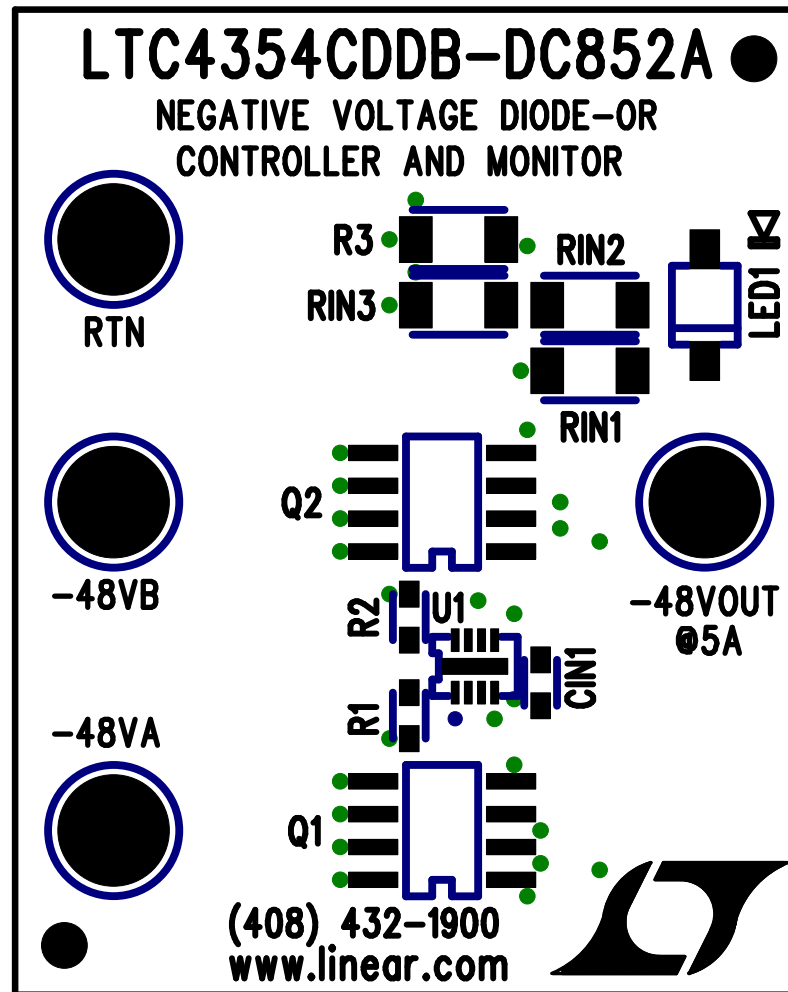 LTC4354CDDB-DC852A
NEGATIVE VOLTAGE DIODE-OR
CONTROLLER AND MONITOR
R3
RIN2
RIN3
LED1
RTN
RIN1
Q2
-48VB
R2
U1
-48VOUT
@5A
CIN1
R1
-48VA
Q1
(408) 432-1900
www.linear.com